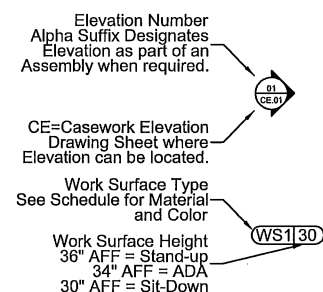 Elevation Number
Alpha Suffix Designates
Elevation as part of an
Assembly when required.
01
CE.01
CE=Casework Elevation
Drawing Sheet where
Elevation can be located.
Work Surface Type
See Schedule for Material
and Color
WS1 30
Work Surface Height
36" AFF = Stand-up
34" AFF = ADA
30" AFF = Sit-Down